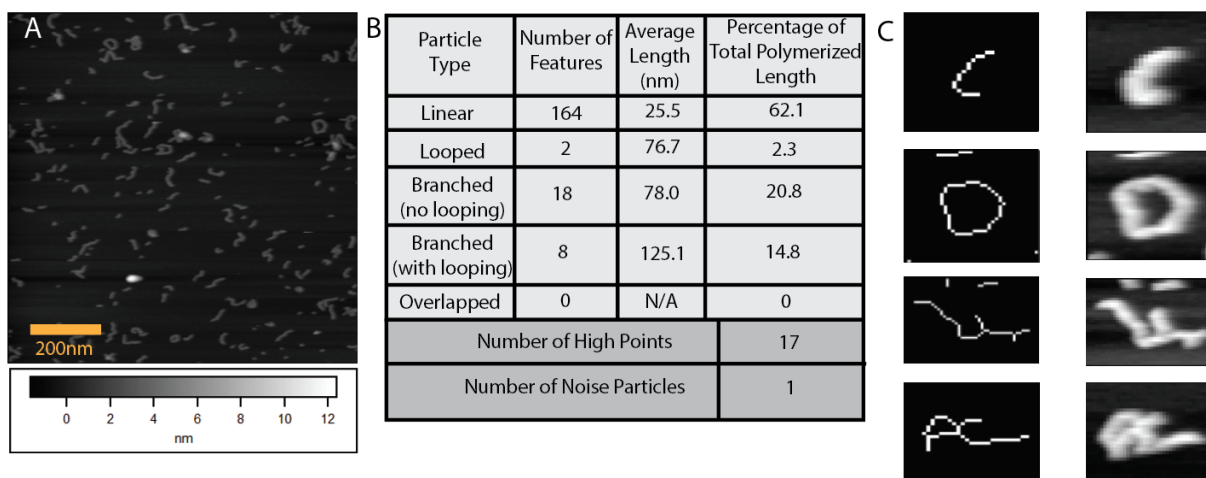 A
200nm
0 2 4 6 8 10 12
nm
B
Particle Type Number of Features Average Length (nm) Percentage of Total Polymerized Length
Linear 164 25.5 62.1
Looped 2 76.7 2.3
Branched (no looping) 18 78.0 20.8
Branched (with looping) 8 125.1 14.8
Overlapped 0 N/A 0
Number of High Points 17
Number of Noise Particles 1
C